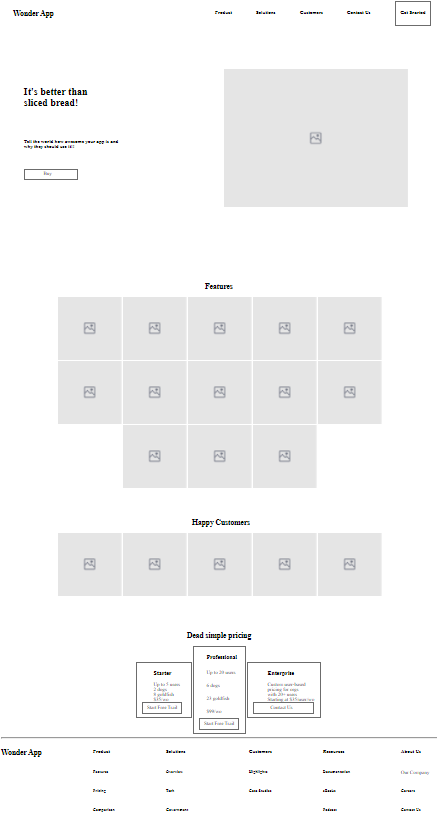 Wonder App
Product
Solutions
Customers
Contact Us
Get Started
It's better than
sliced bread!
Tell the world how awesome your app is and
why they should use it!!
Buy
Features
Happy Customers
Dead simple pricing
Starter
Up to 5 users
2 dogs
8 goldfish
$15/mo
Start Free Trail
Professional
Up to 20 users
6 dogs
25 goldfish
$99/mo
Start Free Trail
Enterprise
Custom user-based
pricing for orgs
with 20+ users
Starting at
Contact Us
Wonder App
Product
Solutions
Customers
Resources
About Us
Features
Overview
Highlights
Documentation
Our Company
Pricing
Tech
Case Studies
eBooks
Careers
Comparison
Government
Podcast
Contact Us